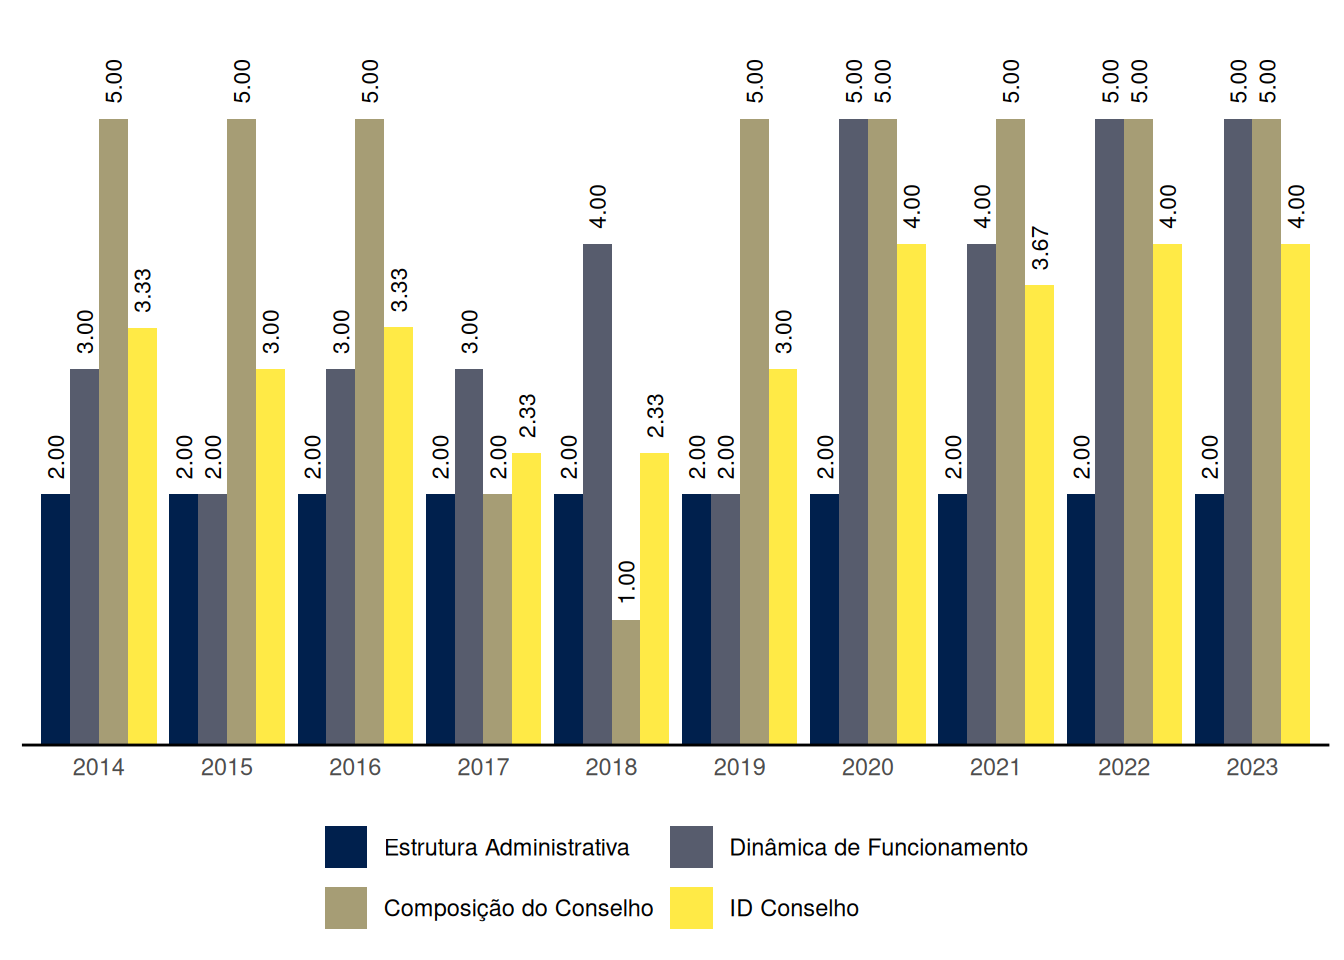 5.00 5.00 5.00 5.00 5.00 5.00 5.00 5.00 5.00 5.00 5.00
4.00 4.00 4.00 4.00 4.00
3.67
3.33 3.33
3.00 3.00 3.00 3.00 3.00
2.33 2.33
2.00 2.00 2.00 2.00 2.00 2.00 2.00 2.00 2.00 2.00 2.00 2.00 2.00
1.00
2014 2015 2016 2017 2018 2019 2020 2021 2022 2023
Estrutura Administrativa Dinâmica de Funcionamento
Composição do Conselho ID Conselho